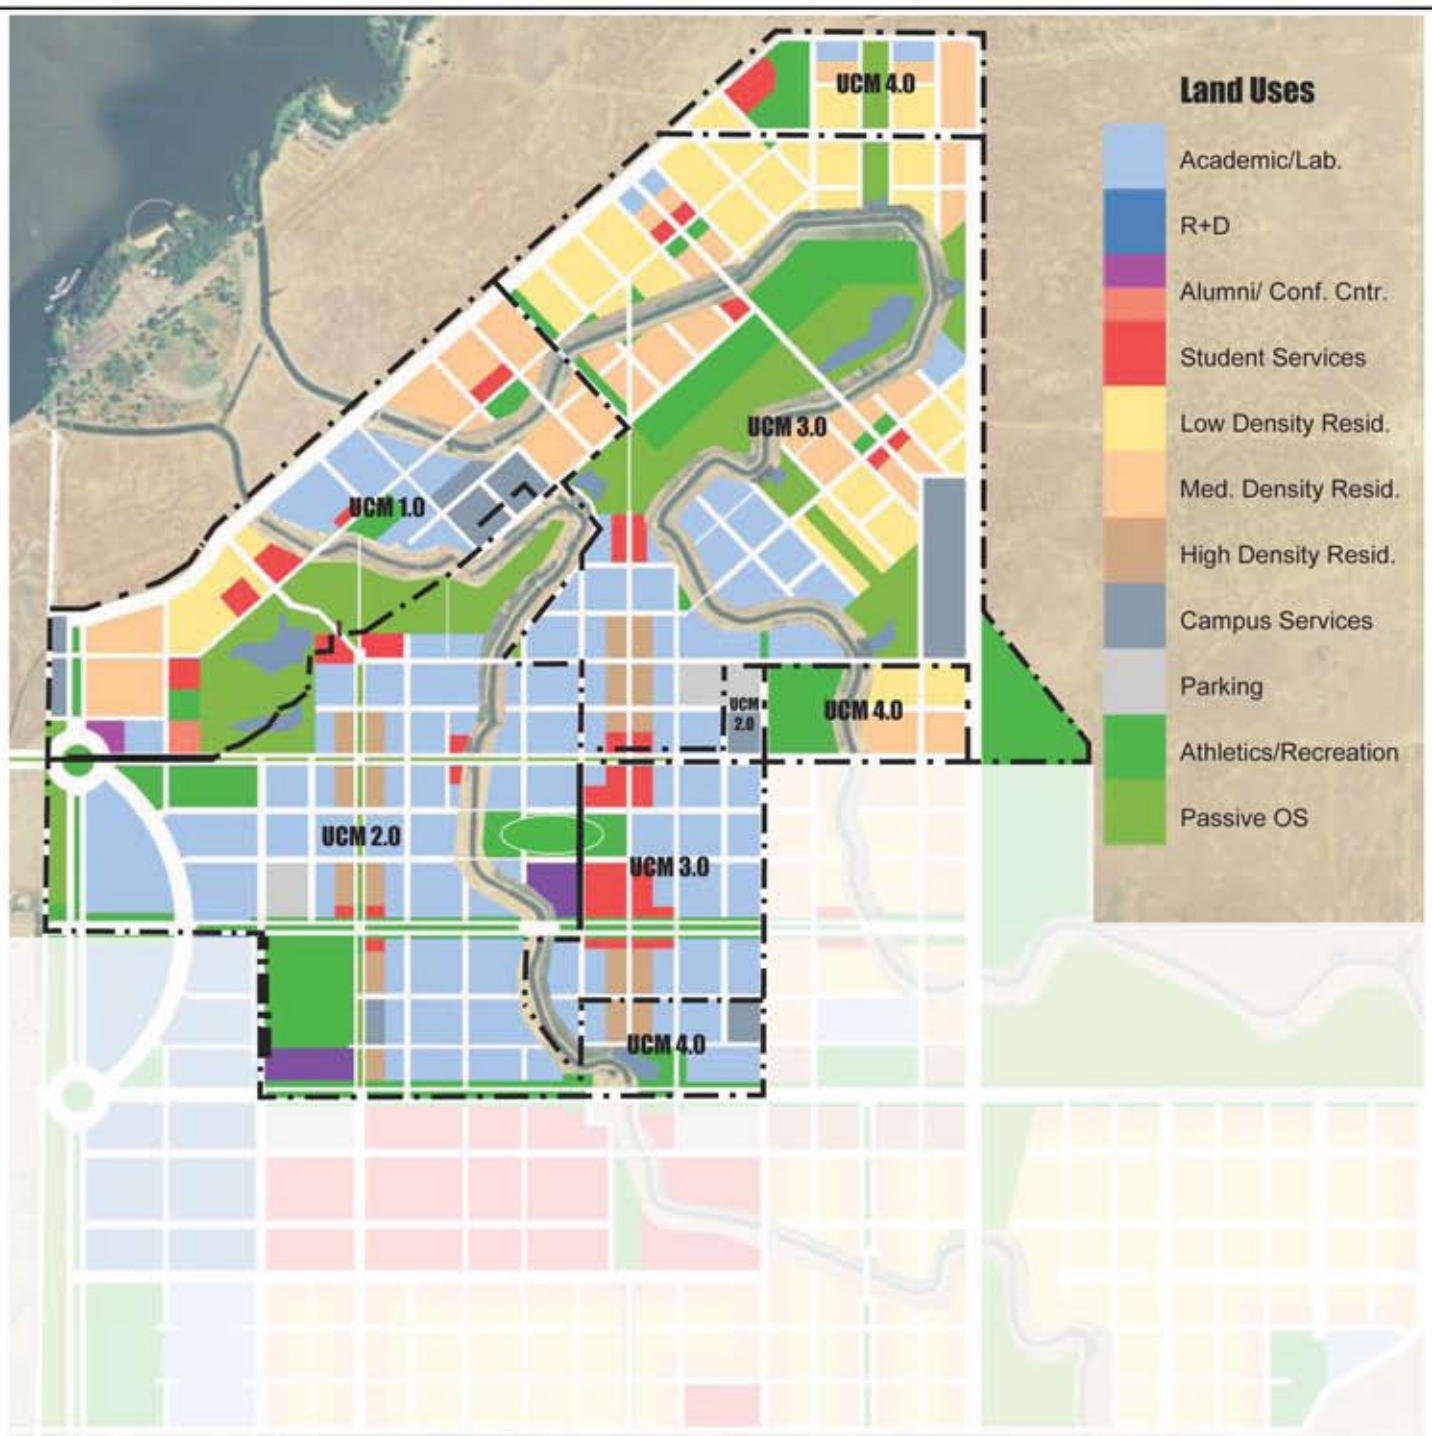 UCM 4.0
Land Uses
Academic/Lab.
R+D
Alumni/ Conf. Cntr.
Student Services
Low Density Resid.
Med. Density Resid.
High Density Resid.
Campus Services
Parking
Athletics/Recreation
Passive OS
UCM 3.0
UCM 1.0
UCM
2.0
UCM 4.0
UCM 2.0
UCM 3.0
UCM 4.0